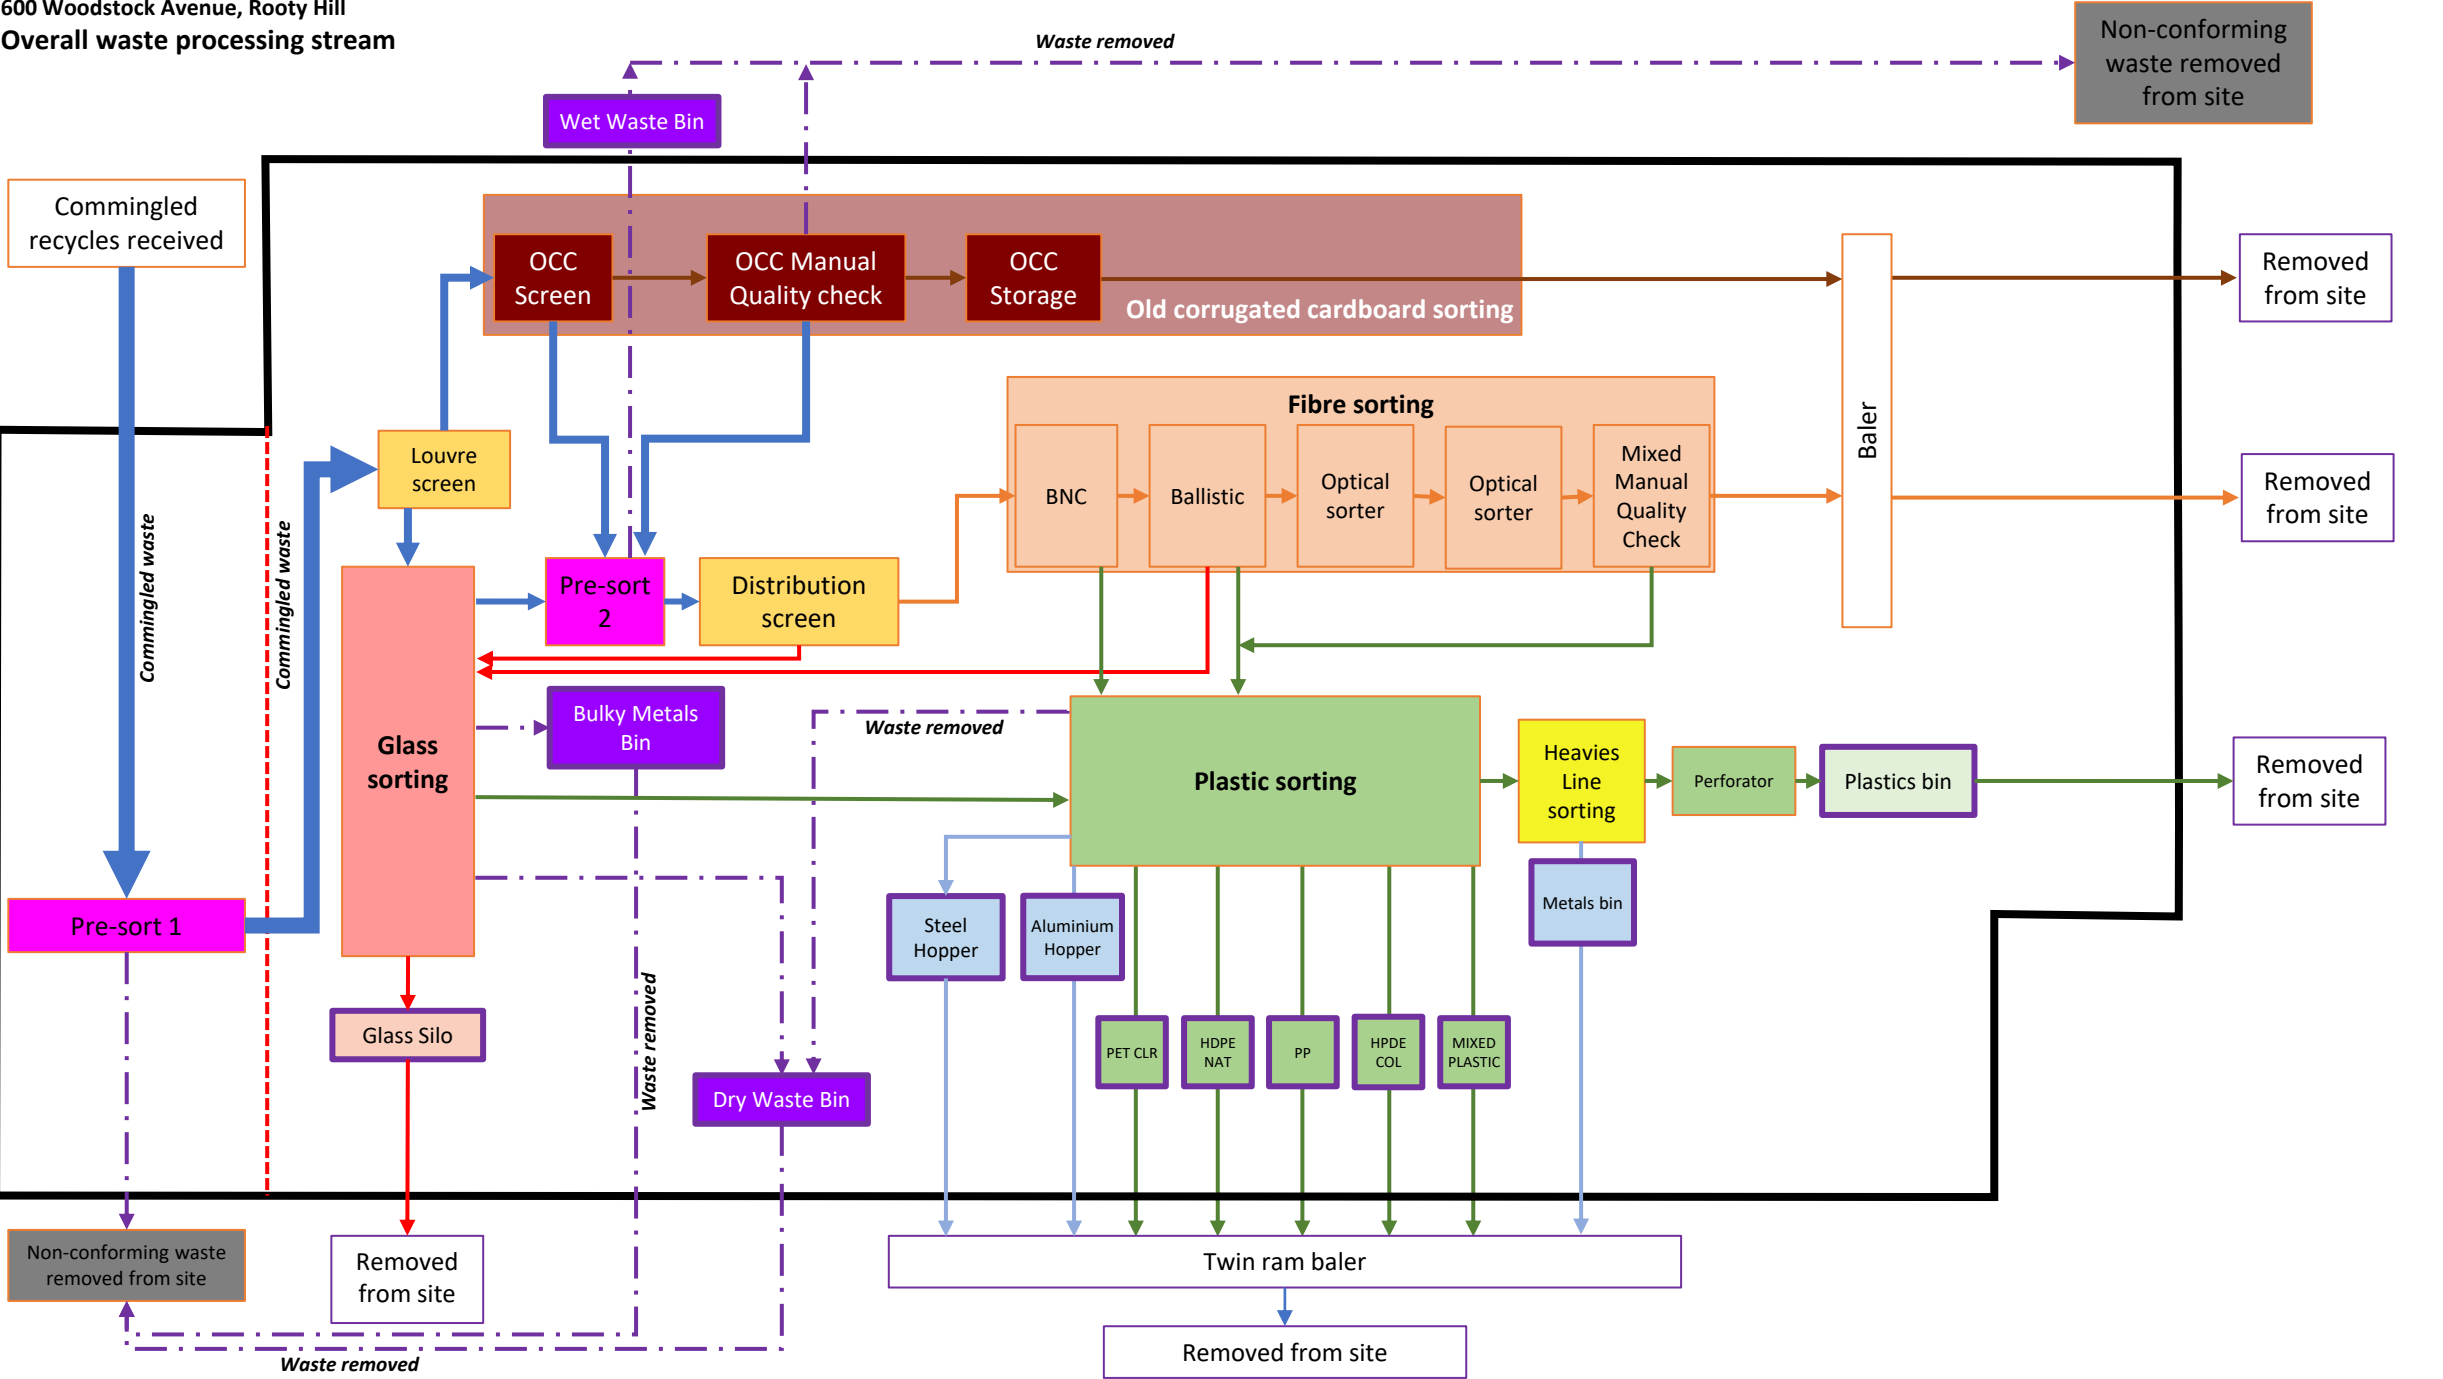 600 Woodstock Avenue, Rooty Hill
Overall waste processing stream
Waste removed
Non-conforming
waste removed
from site
Wet Waste Bin
Commingled
recycles received
OCC
Screen
OCC Manual
Quality check
OCC
Storage
Old corrugated cardboard sorting
Removed
from site
Fibre sorting
Louvre
screen
BNC
Ballistic
Optical
sorter
Optical
sorter
Mixed
Manual
Quality
Check
Baler
Removed
from site
Commingled waste
Commingled waste
Pre-sort
2
Distribution
screen
Glass
sorting
Bulky Metals
Bin
Waste removed
Plastic sorting
Heavies
Line
sorting
Perforator
Plastics bin
Removed
from site
Pre-sort 1
Steel
Hopper
Aluminium
Hopper
Metals bin
Glass Silo
Waste removed
PET CLR
HDPE
NAT
PP
HPDE
COL
MIXED
PLASTIC
Dry Waste Bin
Non-conforming waste
removed from site
Removed
from site
Twin ram baler
Waste removed
Removed from site